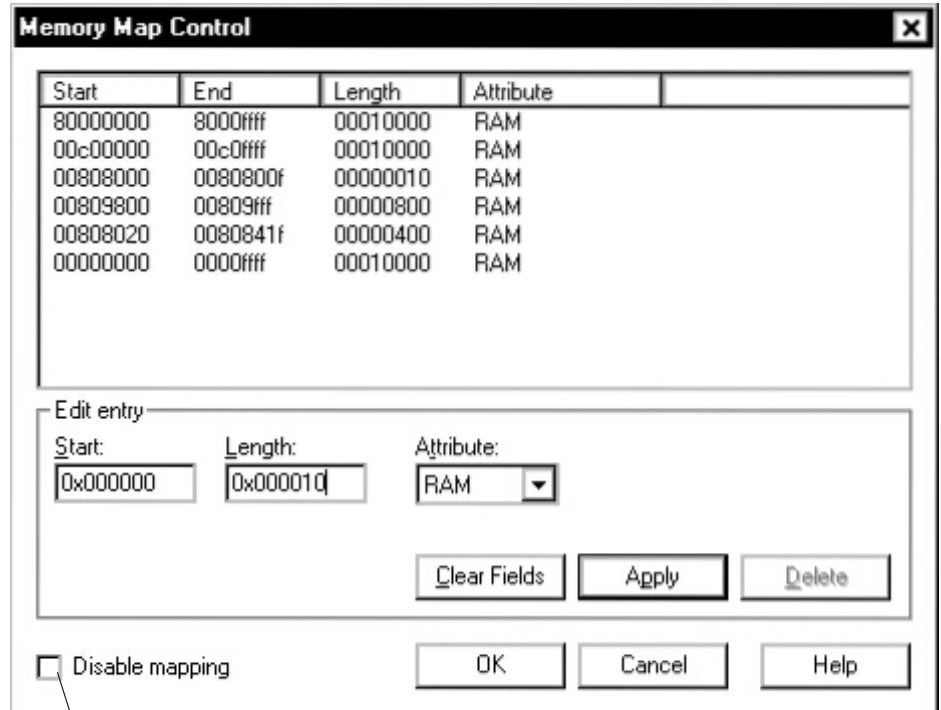 Memory Map Control
Start End Length Attribute
80000000 8000ffff 00010000 RAM
00c00000 00c0ffff 00010000 RAM
00808000 0080800f 00000010 RAM
00809800 00809fff 00000800 RAM
00808020 0080841f 00000400 RAM
00000000 0000ffff 00010000 RAM
Edit entry
Start: Length: Attribute:
0x000000 0x000010 RAM
Clear Fields Apply Delete
Disable mapping OK Cancel Help